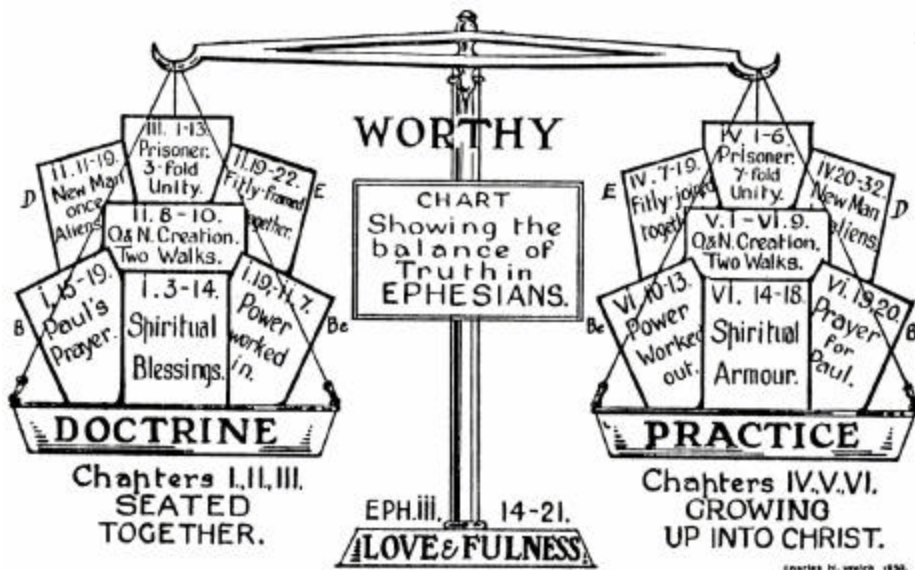 WORTHY
CHART
Showing the
balance of
Truth in
EPHESIANS.
III. 1-13.
Prisoner.
3-fold
Unity.
II. 11-19.
New Man
once
Aliens
D
II. 19-22.
Fitly-framed
together.
E
II. 8-10.
O&N. Creation.
Two Walks.
I. 15-19.
Paul's
Prayer.
B
I. 3-14.
Spiritual
Blessings.
I. 19-II. 7.
Power
worked
in.
Be
DOCTRINE
Chapters I., II, III.
SEATED
TOGETHER.
IV. 1-6.
Prisoner.
7-fold
Unity.
E
IV. 7-19.
Fitly-joined
together
IV. 20-32.
New Man
aliens.
D
V. 1-VI. 9.
O&N. Creation.
Two Walks.
Be
VI. 10-13.
Power
Worked
out.
VI. 14-18.
Spiritual
Armour.
VI. 19, 20.
Prayer
for
Paul.
B
PRACTICE
Chapters IV., V., VI.
GROWING
UP INTO CHRIST.
EPH. iii. 14-21.
LOVE & FULNESS
Charles H. Welch